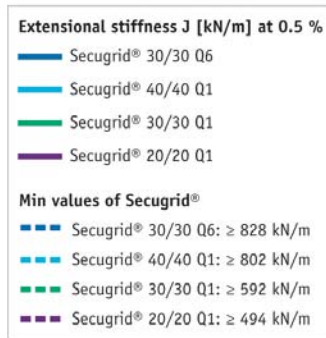 Extensional stiffness J [kN/m] at 0.5 %
Secugrid® 30/30 Q6
Secugrid® 40/40 Q1
Secugrid® 30/30 Q1
Secugrid® 20/20 Q1
Min values of Secugrid®
Secugrid® 30/30 Q6: ≥ 828 kN/m
Secugrid® 40/40 Q1: ≥ 802 kN/m
Secugrid® 30/30 Q1: ≥ 592 kN/m
Secugrid® 20/20 Q1: ≥ 494 kN/m